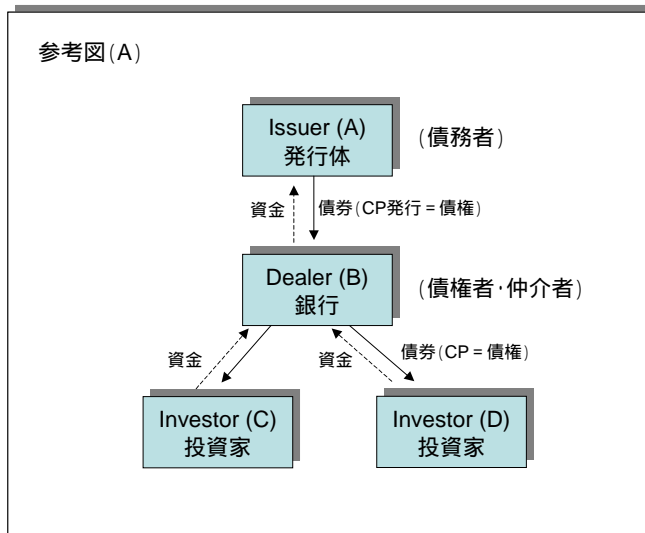 参考図(A)
Issuer (A)
発行体
(債務者)
資金
債券(CP発行=債権)
Dealer (B)
銀行
(債権者・仲介者)
資金
資金
債券(CP=債権)
Investor (C)
投資家
Investor (D)
投資家